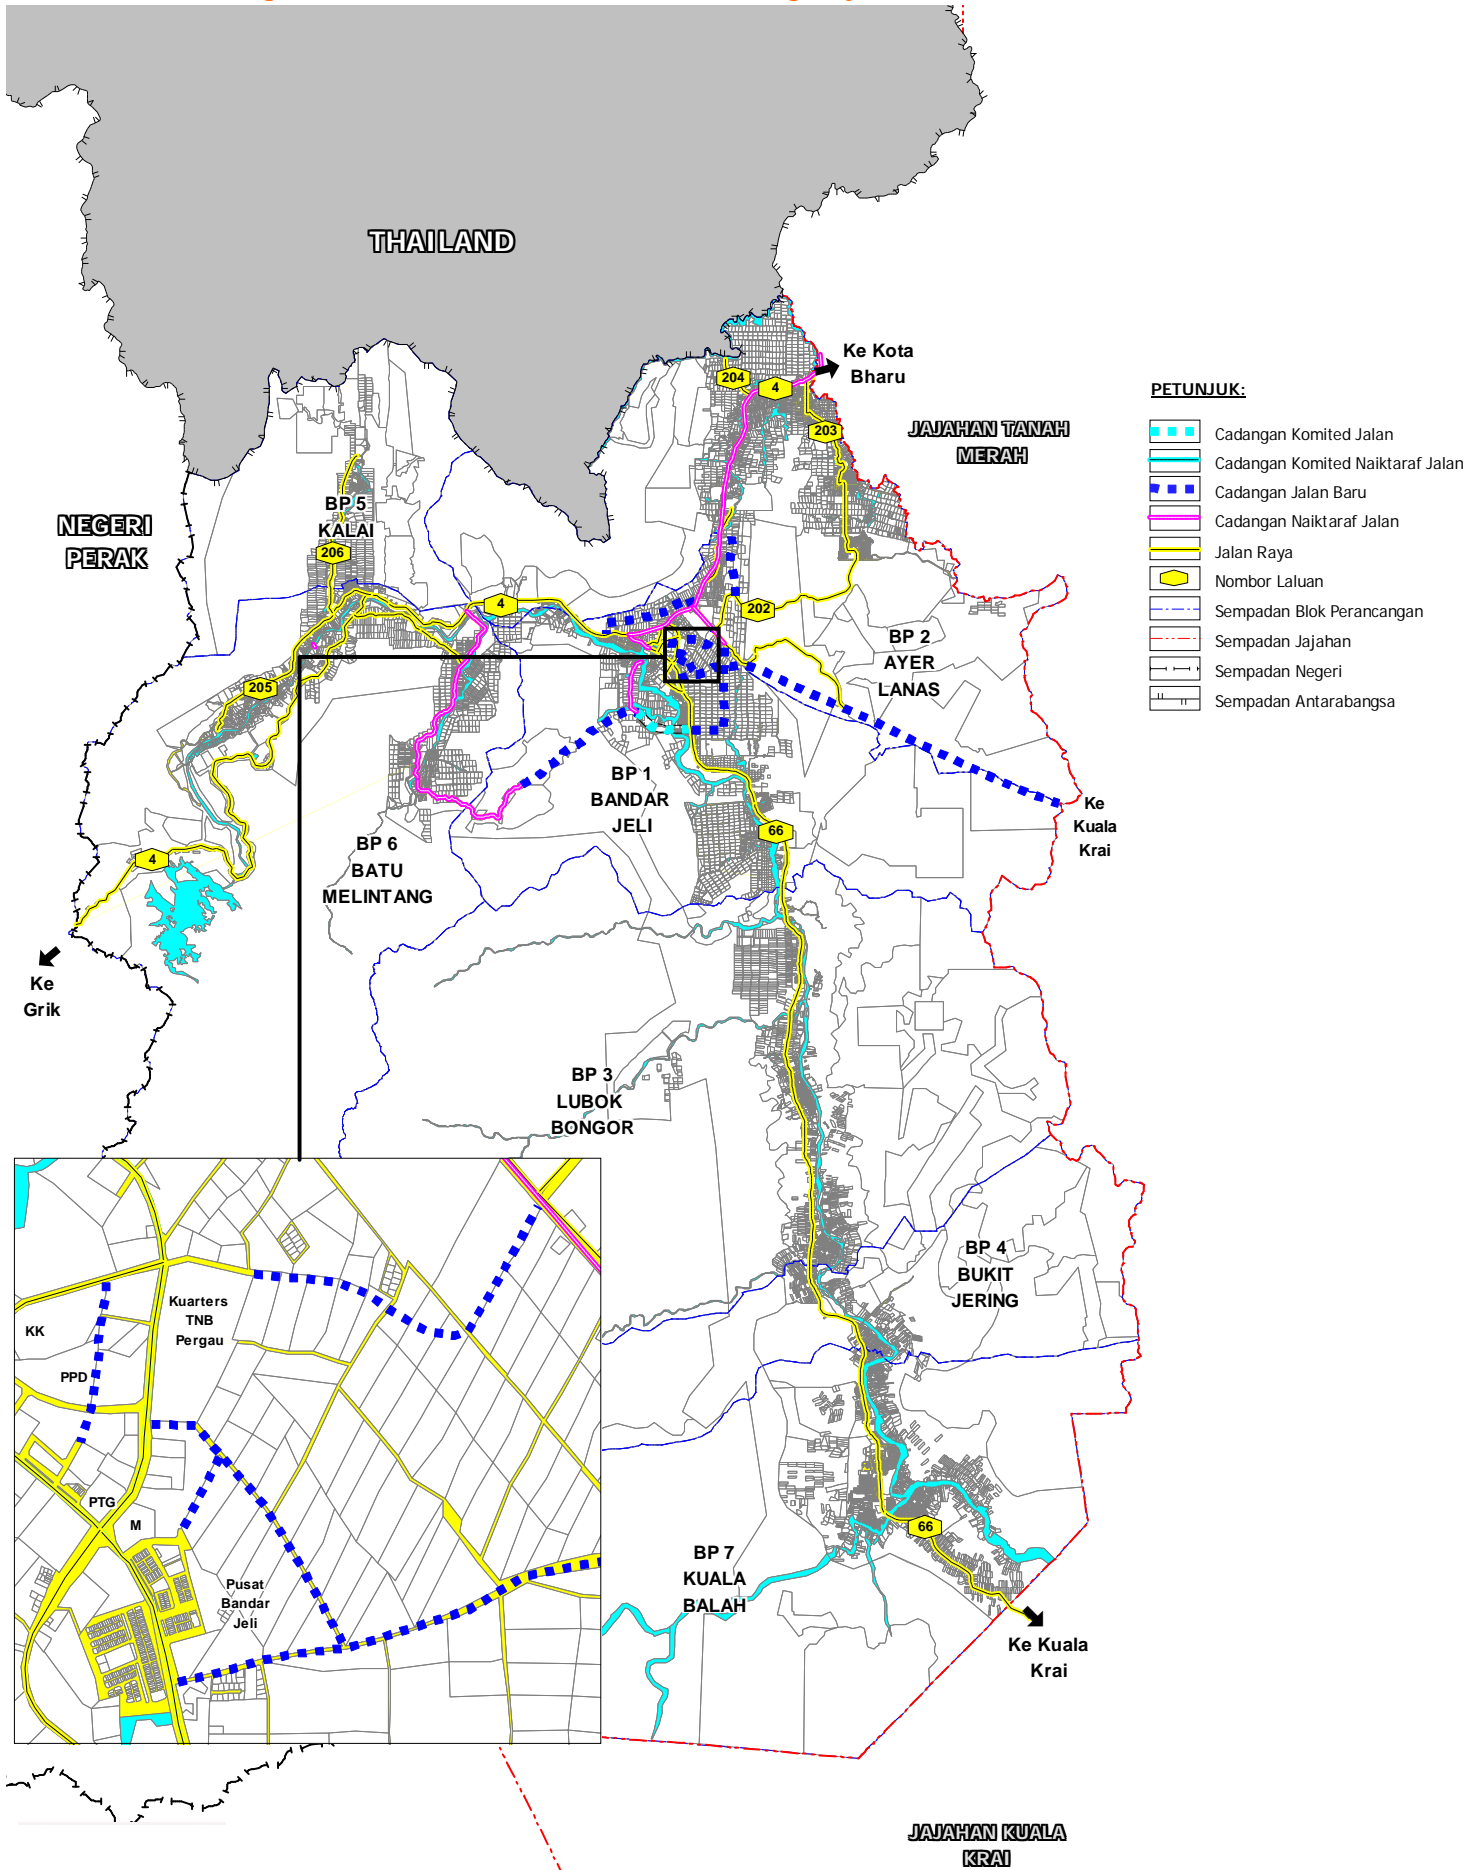 THAILAND
Ke Kota
Bharu
204
4
203
JAJAHAN TANAH
MERAH
PETUNJUK:
Cadangan Komited Jalan
Cadangan Komited Naiktaraf Jalan
Cadangan Jalan Baru
Cadangan Naiktaraf Jalan
Jalan Raya
Nombor Laluan
Sempadan Blok Perancangan
Sempadan Jajahan
Sempadan Negeri
Sempadan Antarabangsa
NEGERI
PERAK
BP 5
KALAI
206
4
202
BP 2
AYER
LANAS
205
BP 1
BANDAR
JELI
Ke
Kuala
Krai
66
BP 6
BATU
MELINTANG
4
Ke
Grik
BP 3
LUBOK
BONGOR
BP 4
BUKIT
JERING
Kuarters
TNB
Pergau
KK
PPD
PTG
M
Pusat
Bandar
Jeli
66
BP 7
KUALA
BALAH
Ke Kuala
Krai
JAJAHAN KUALA
KRAI